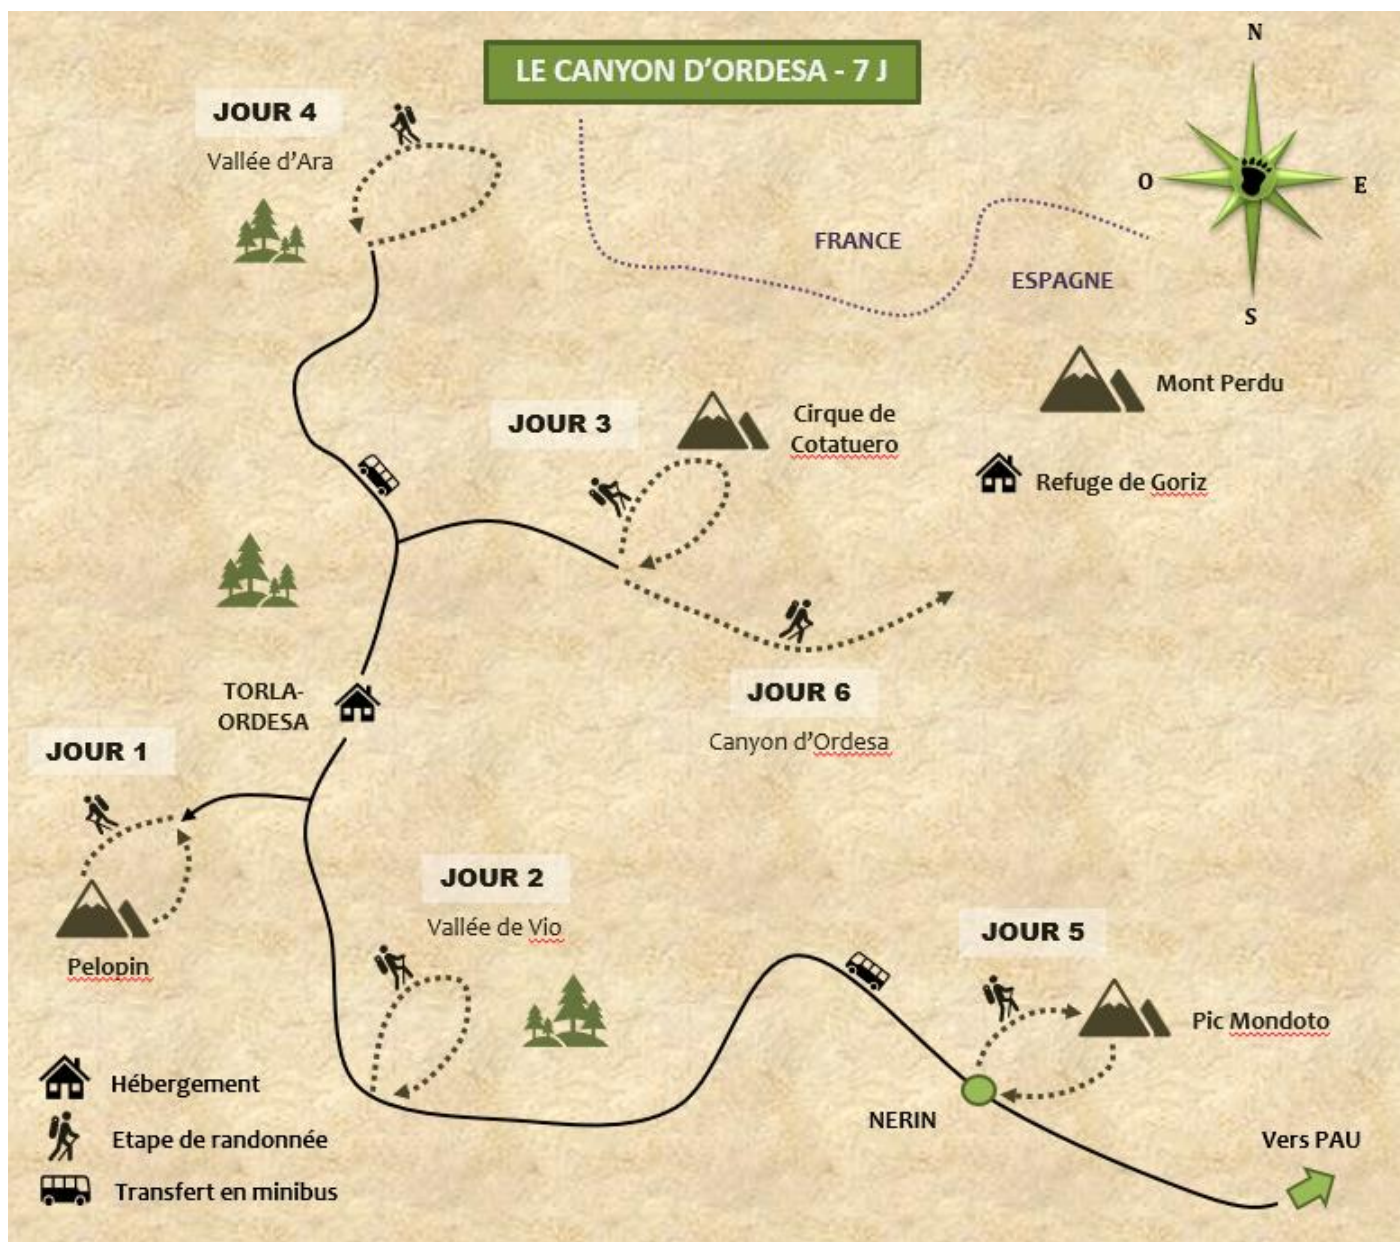 LE CANYON D'ORDESA - 7 J
N
O
E
S
JOUR 4
Vallée d'Ara
FRANCE
ESPAGNE
Mont Perdu
JOUR 3
Cirque de
Cotatuero
Refuge de Goriz
TORLA-
ORDESA
JOUR 6
Canyon d'Ordesa
JOUR 1
Pelopin
JOUR 2
Vallée de Vio
JOUR 5
Pic Mondoto
NERIN
Vers PAU
Hébergement
Etape de randonnée
Transfert en minibus